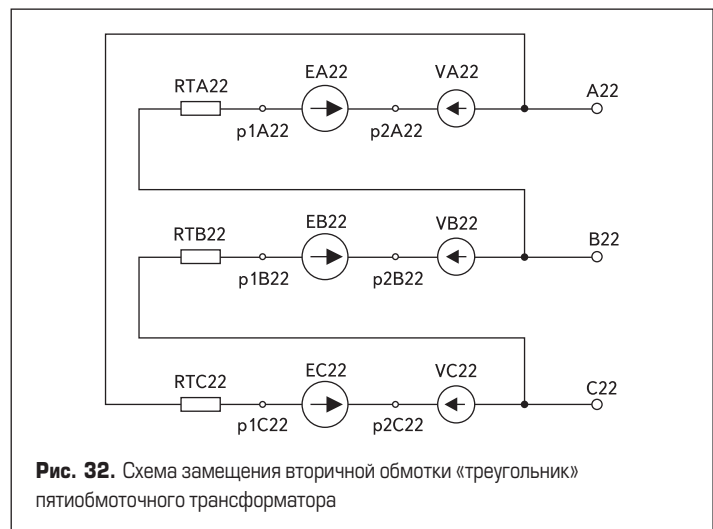 EA22
VA22
RTA22
A22
p1A22
p2A22
EB22
VB22
RTB22
B22
p1B22
p2B22
EC22
VC22
RTC22
C22
p1C22
p2C22
Рис. 32. Схема замещения вторичной обмотки «треугольник»
пятиобмоточного трансформатора